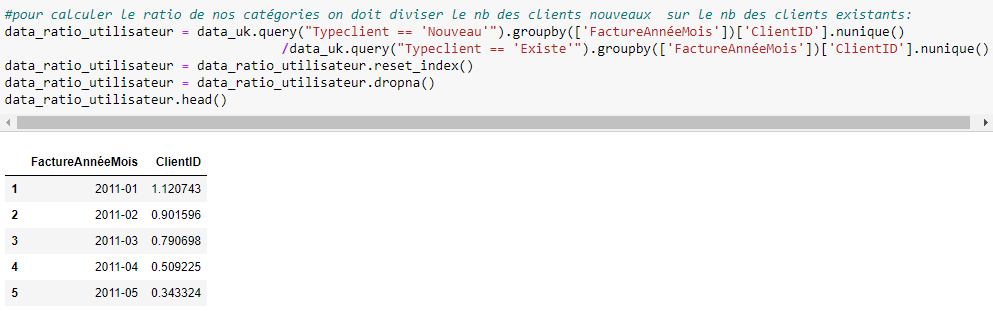 #pour calculer le ratio de nos catégories on doit diviser le nb des clients nouveaux  sur le nb des clients existants:
data_ratio_utilisateur = data_uk.query("Typeclient == 'Nouveau'").groupby(['FactureAnnéeMois'])['ClientID'].nunique()
/data_uk.query("Typeclient == 'Existe'").groupby(['FactureAnnéeMois'])['ClientID'].nunique()
data_ratio_utilisateur = data_ratio_utilisateur.reset_index()
data_ratio_utilisateur = data_ratio_utilisateur.dropna()
data_ratio_utilisateur.head()
FactureAnnéeMois ClientID
1 2011-01 1.120743
2 2011-02 0.901596
3 2011-03 0.790698
4 2011-04 0.509225
5 2011-05 0.343324